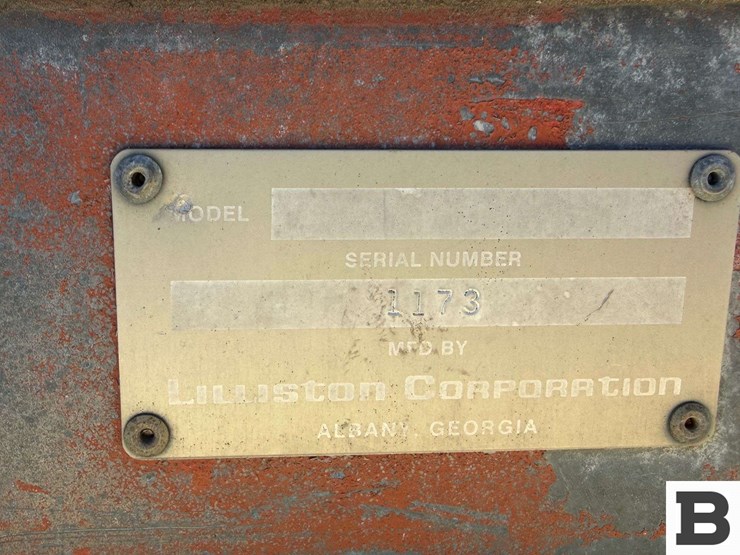 MODEL
SERIAL NUMBER
1173
MFD BY
LILLISTON CORPORATION
ALBANY, GEORGIA
B